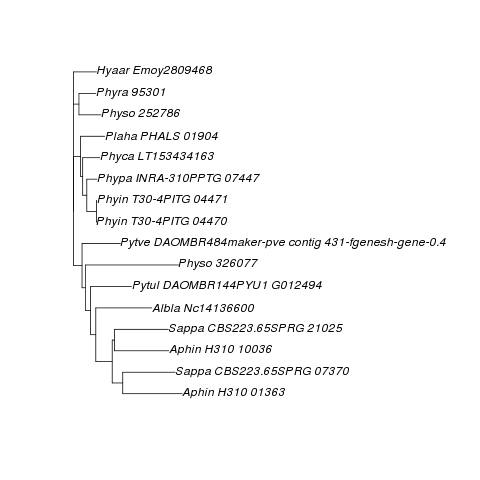 Hyaar Emoy2809468
Phyra 95301
Physo 252786
Plaha PHALS 01904
Phyca LT153434163
Phypa INRA-310PPTG 07447
Phyin T30-4PITG 04471
Phyin T30-4PITG 04470
Pytve DAOMBR484maker-pve contig 431-fgenesh-gene-0.4
Physo 326077
Pytul DAOMBR144PYU1 G012494
Albla Nc14136600
Sappa CBS223.65SPRG 21025
Aphin H310 10036
Sappa CBS223.65SPRG 07370
Aphin H310 01363